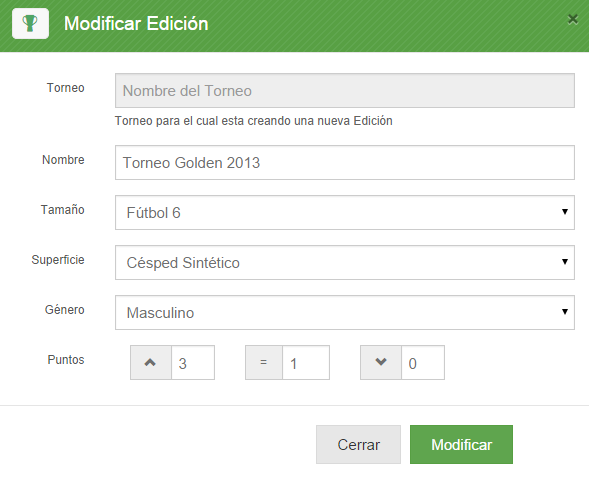 Modificar Edición
×
Torneo
Nombre del Torneo
Torneo para el cual esta creando una nueva Edición
Nombre
Torneo Golden 2013
Tamaño
Fútbol 6
Superficie
Césped Sintético
Género
Masculino
Puntos
3
=
1
0
Cerrar
Modificar